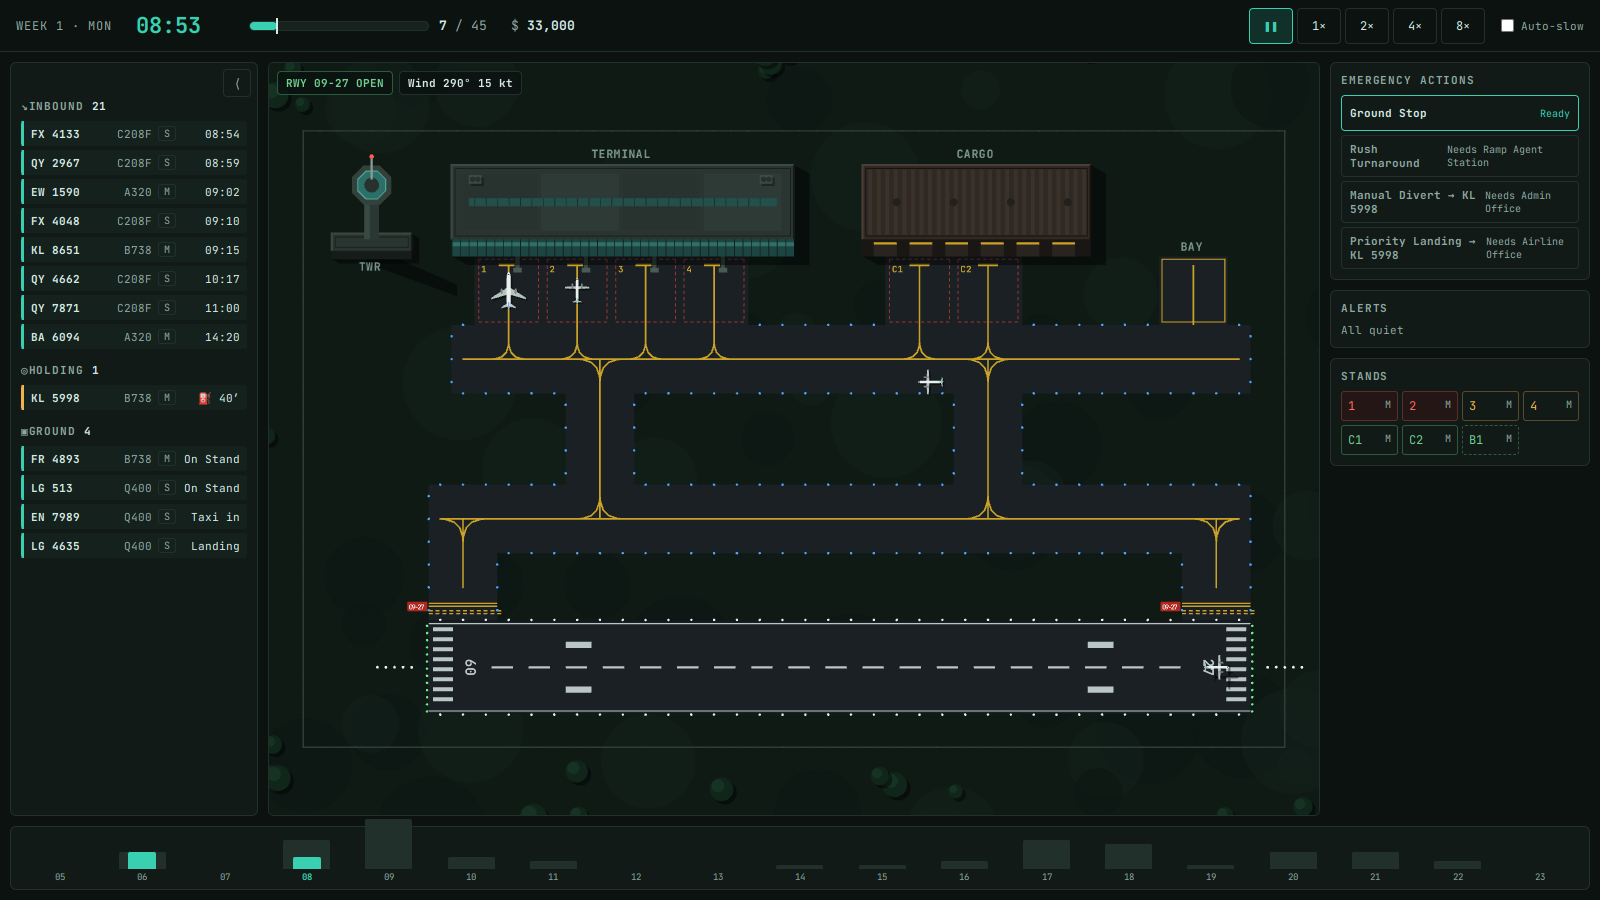 WEEK 1 · MON 08:53 7 / 45 $ 33,000 1× 2× 4× 8× Auto-slow
RWY 09-27 OPEN Wind 290° 15 kt
INBOUND 21
FX 4133 C208F S 08:54
QY 2967 C208F S 08:59
EW 1590 A320 M 09:02
FX 4048 C208F S 09:10
KL 8651 B738 M 09:15
QY 4662 C208F S 10:17
QY 7871 C208F S 11:00
BA 6094 A320 M 14:20
HOLDING 1
KL 5998 B738 M 40′
GROUND 4
FR 4893 B738 M On Stand
LG 513 Q400 S On Stand
EN 7989 Q400 S Taxi in
LG 4635 Q400 S Landing
TERMINAL
CARGO
TWR
BAY
1 2 3 4 C1 C2
09-27 09-27
09 27
EMERGENCY ACTIONS
Ground Stop Ready
Rush Turnaround Needs Ramp Agent Station
Manual Divert → KL 5998 Needs Admin Office
Priority Landing → KL 5998 Needs Airline Office
ALERTS
All quiet
STANDS
1 M 2 M 3 M 4 M
C1 M C2 M B1 M
05 06 07 08 09 10 11 12 13 14 15 16 17 18 19 20 21 22 23